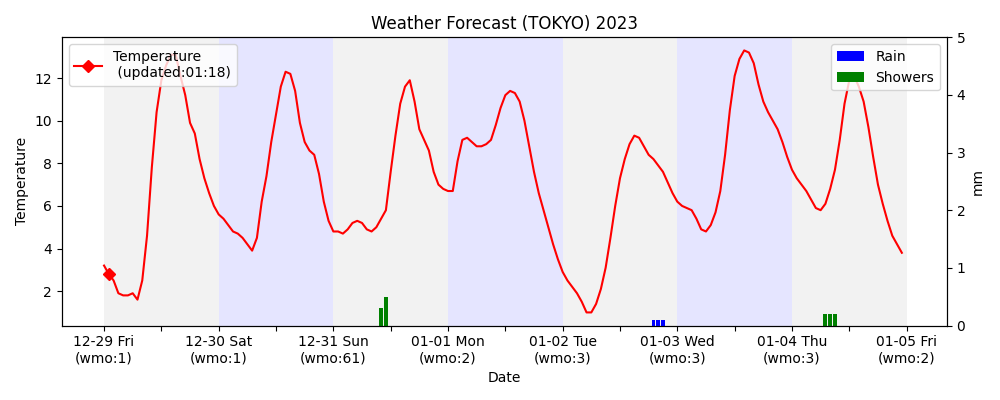 Weather Forecast (TOKYO) 2023
Temperature
(updated:01:18)
Rain
Showers
Temperature
12
10
8
6
4
2
5
4
3
2
1
0
mm
12-29 Fri
(wmo:1)
12-30 Sat
(wmo:1)
12-31 Sun
(wmo:61)
01-01 Mon
(wmo:2)
01-02 Tue
(wmo:3)
01-03 Wed
(wmo:3)
01-04 Thu
(wmo:3)
01-05 Fri
(wmo:2)
Date